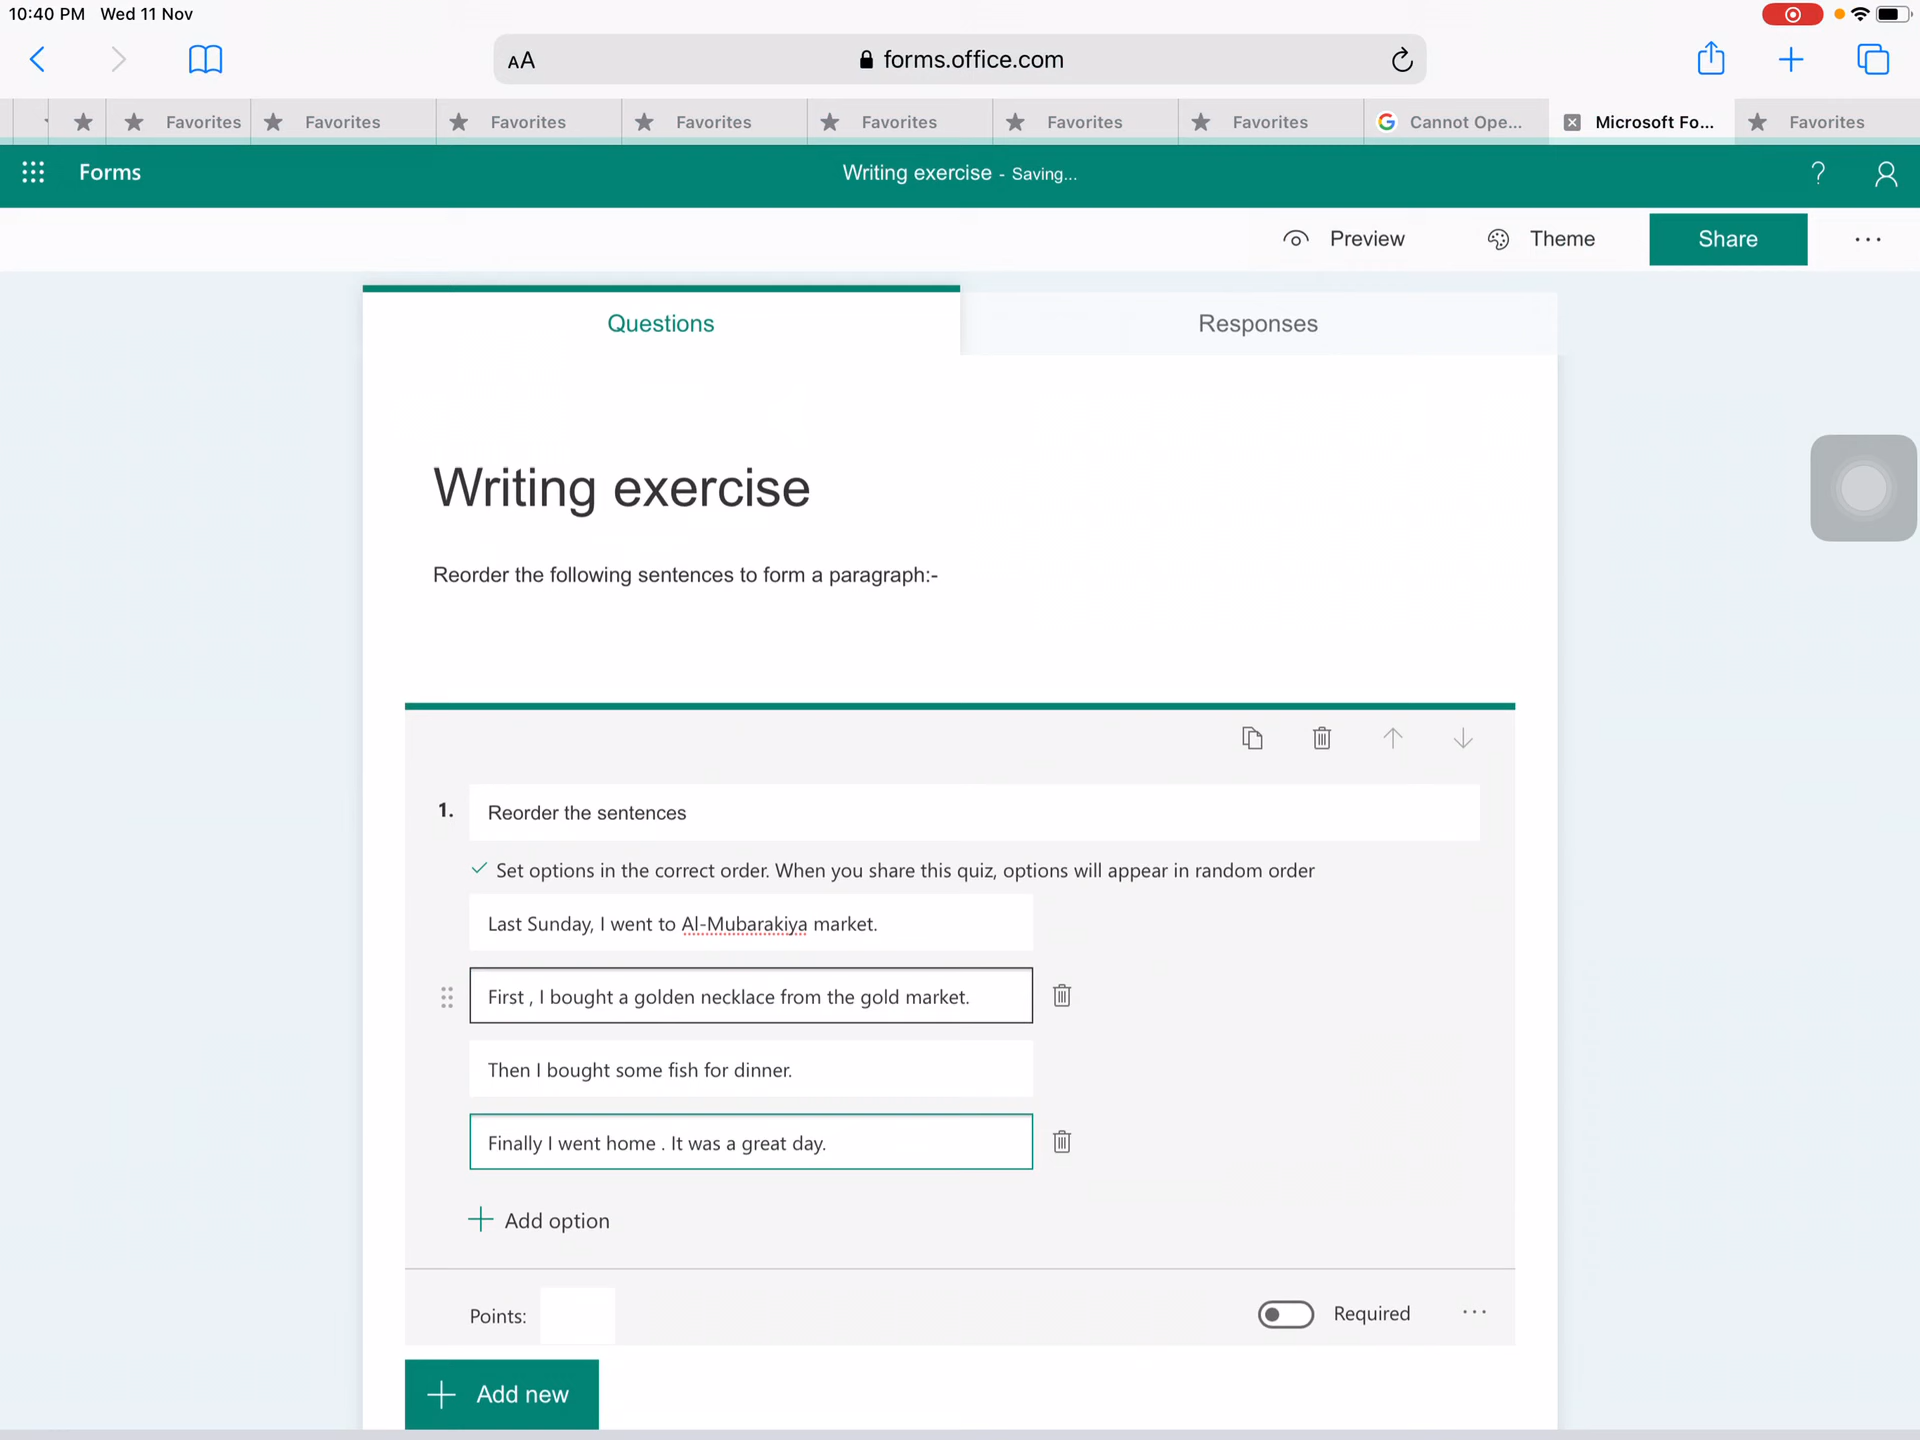 10:40 PM Wed 11 Nov
AA forms.office.com
Favorites Favorites Favorites Favorites Favorites Favorites Favorites Cannot Ope... Microsoft Fo... Favorites
Forms Writing exercise - Saving... ?
Preview Theme Share ...
Questions Responses
Writing exercise
Reorder the following sentences to form a paragraph:-
1. Reorder the sentences
Set options in the correct order. When you share this quiz, options will appear in random order
Last Sunday, I went to Al-Mubarakiya market.
First , I bought a golden necklace from the gold market.
Then I bought some fish for dinner.
Finally I went home . It was a great day.
Add option
Points: Required ...
Add new